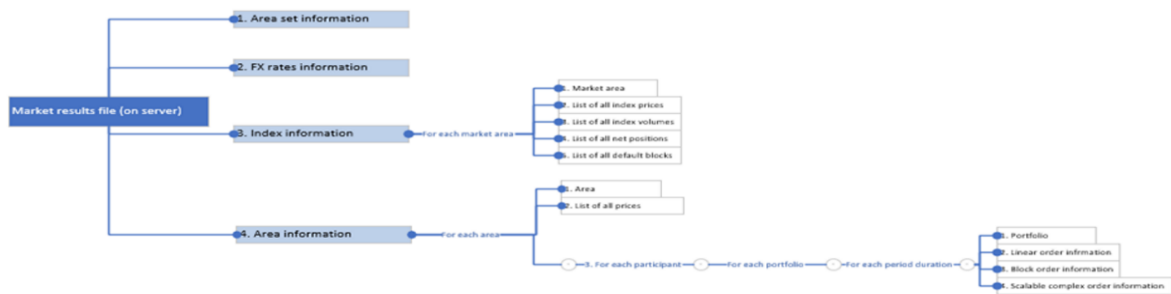 1. Area set information
2. FX rates information
Market results file (on server)
3. Index information
For each market area
1. Market area
2. List of all index prices
3. List of all index volumes
4. List of all net positions
5. List of all default blocks
4. Area information
For each area
1. Area
2. List of all prices
3. For each participant
For each portfolio
For each period duration
1. Portfolio
2. Linear order infrmation
3. Block order information
4. Scalable complex order information